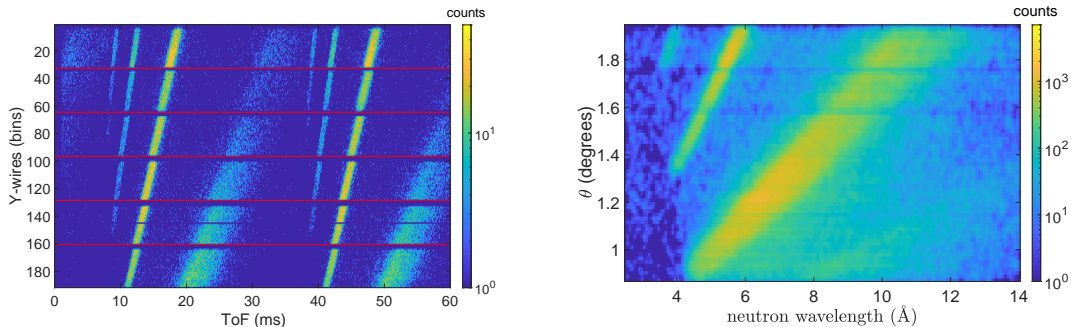 counts
20
40
60
80
100
120
140
160
180
Y-wires (bins)
0 10 20 30 40 50 60
ToF (ms)
10^1
10^0
counts
1.8
1.6
1.4
1.2
1
θ (degrees)
4 6 8 10 12 14
neutron wavelength (Å)
10^3
10^2
10^1
10^0